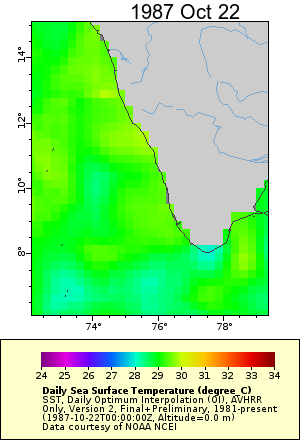 1987 Oct 22
14°
12°
10°
8°
74°
76°
78°
24 25 26 27 28 29 30 31 32 33 34
Daily Sea Surface Temperature (degree_C)
SST, Daily Optimum Interpolation (OI), AVHRR
Only, Version 2, Final+Preliminary, 1981-present
(1987-10-22T00:00:00Z, Altitude=0.0 m)
Data courtesy of NOAA NCEI